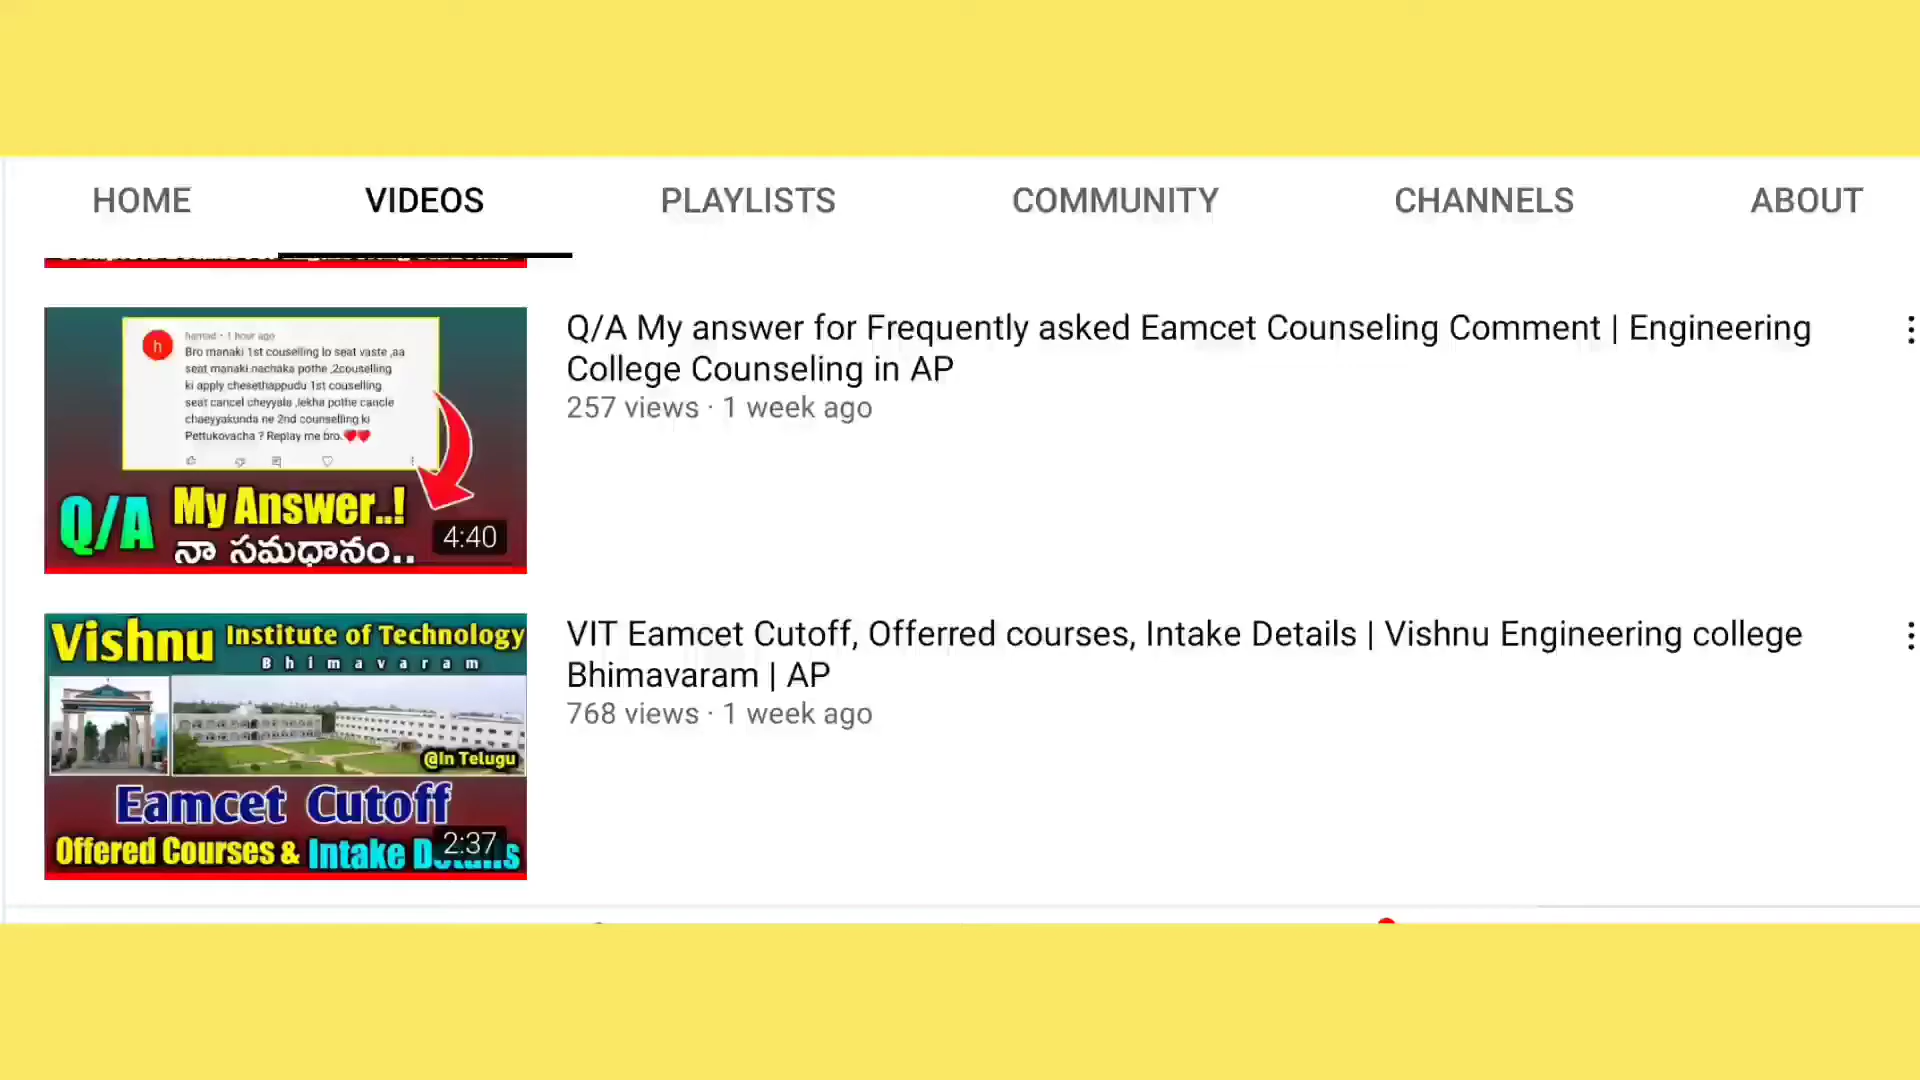 HOME VIDEOS PLAYLISTS COMMUNITY CHANNELS ABOUT
hamad · 1 hour ago
Bro manaki 1st couselling lo seat vaste ,aa
seat manaki nachaka pothe ,2couselling
ki apply chesethappudu 1st couselling
seat cancel cheyyala ,lekha pothe cancle
chaeyyakunda ne 2nd counselling ki
Pettukovacha ? Replay me bro.❤❤
Q/A My Answer..!
నా సమధానం..
4:40
Q/A My answer for Frequently asked Eamcet Counseling Comment | Engineering
College Counseling in AP
257 views · 1 week ago
Vishnu Institute of Technology
Bhimavaram
@In Telugu
Eamcet Cutoff
Offered Courses & Intake
2:37
VIT Eamcet Cutoff, Offerred courses, Intake Details | Vishnu Engineering college
Bhimavaram | AP
768 views · 1 week ago